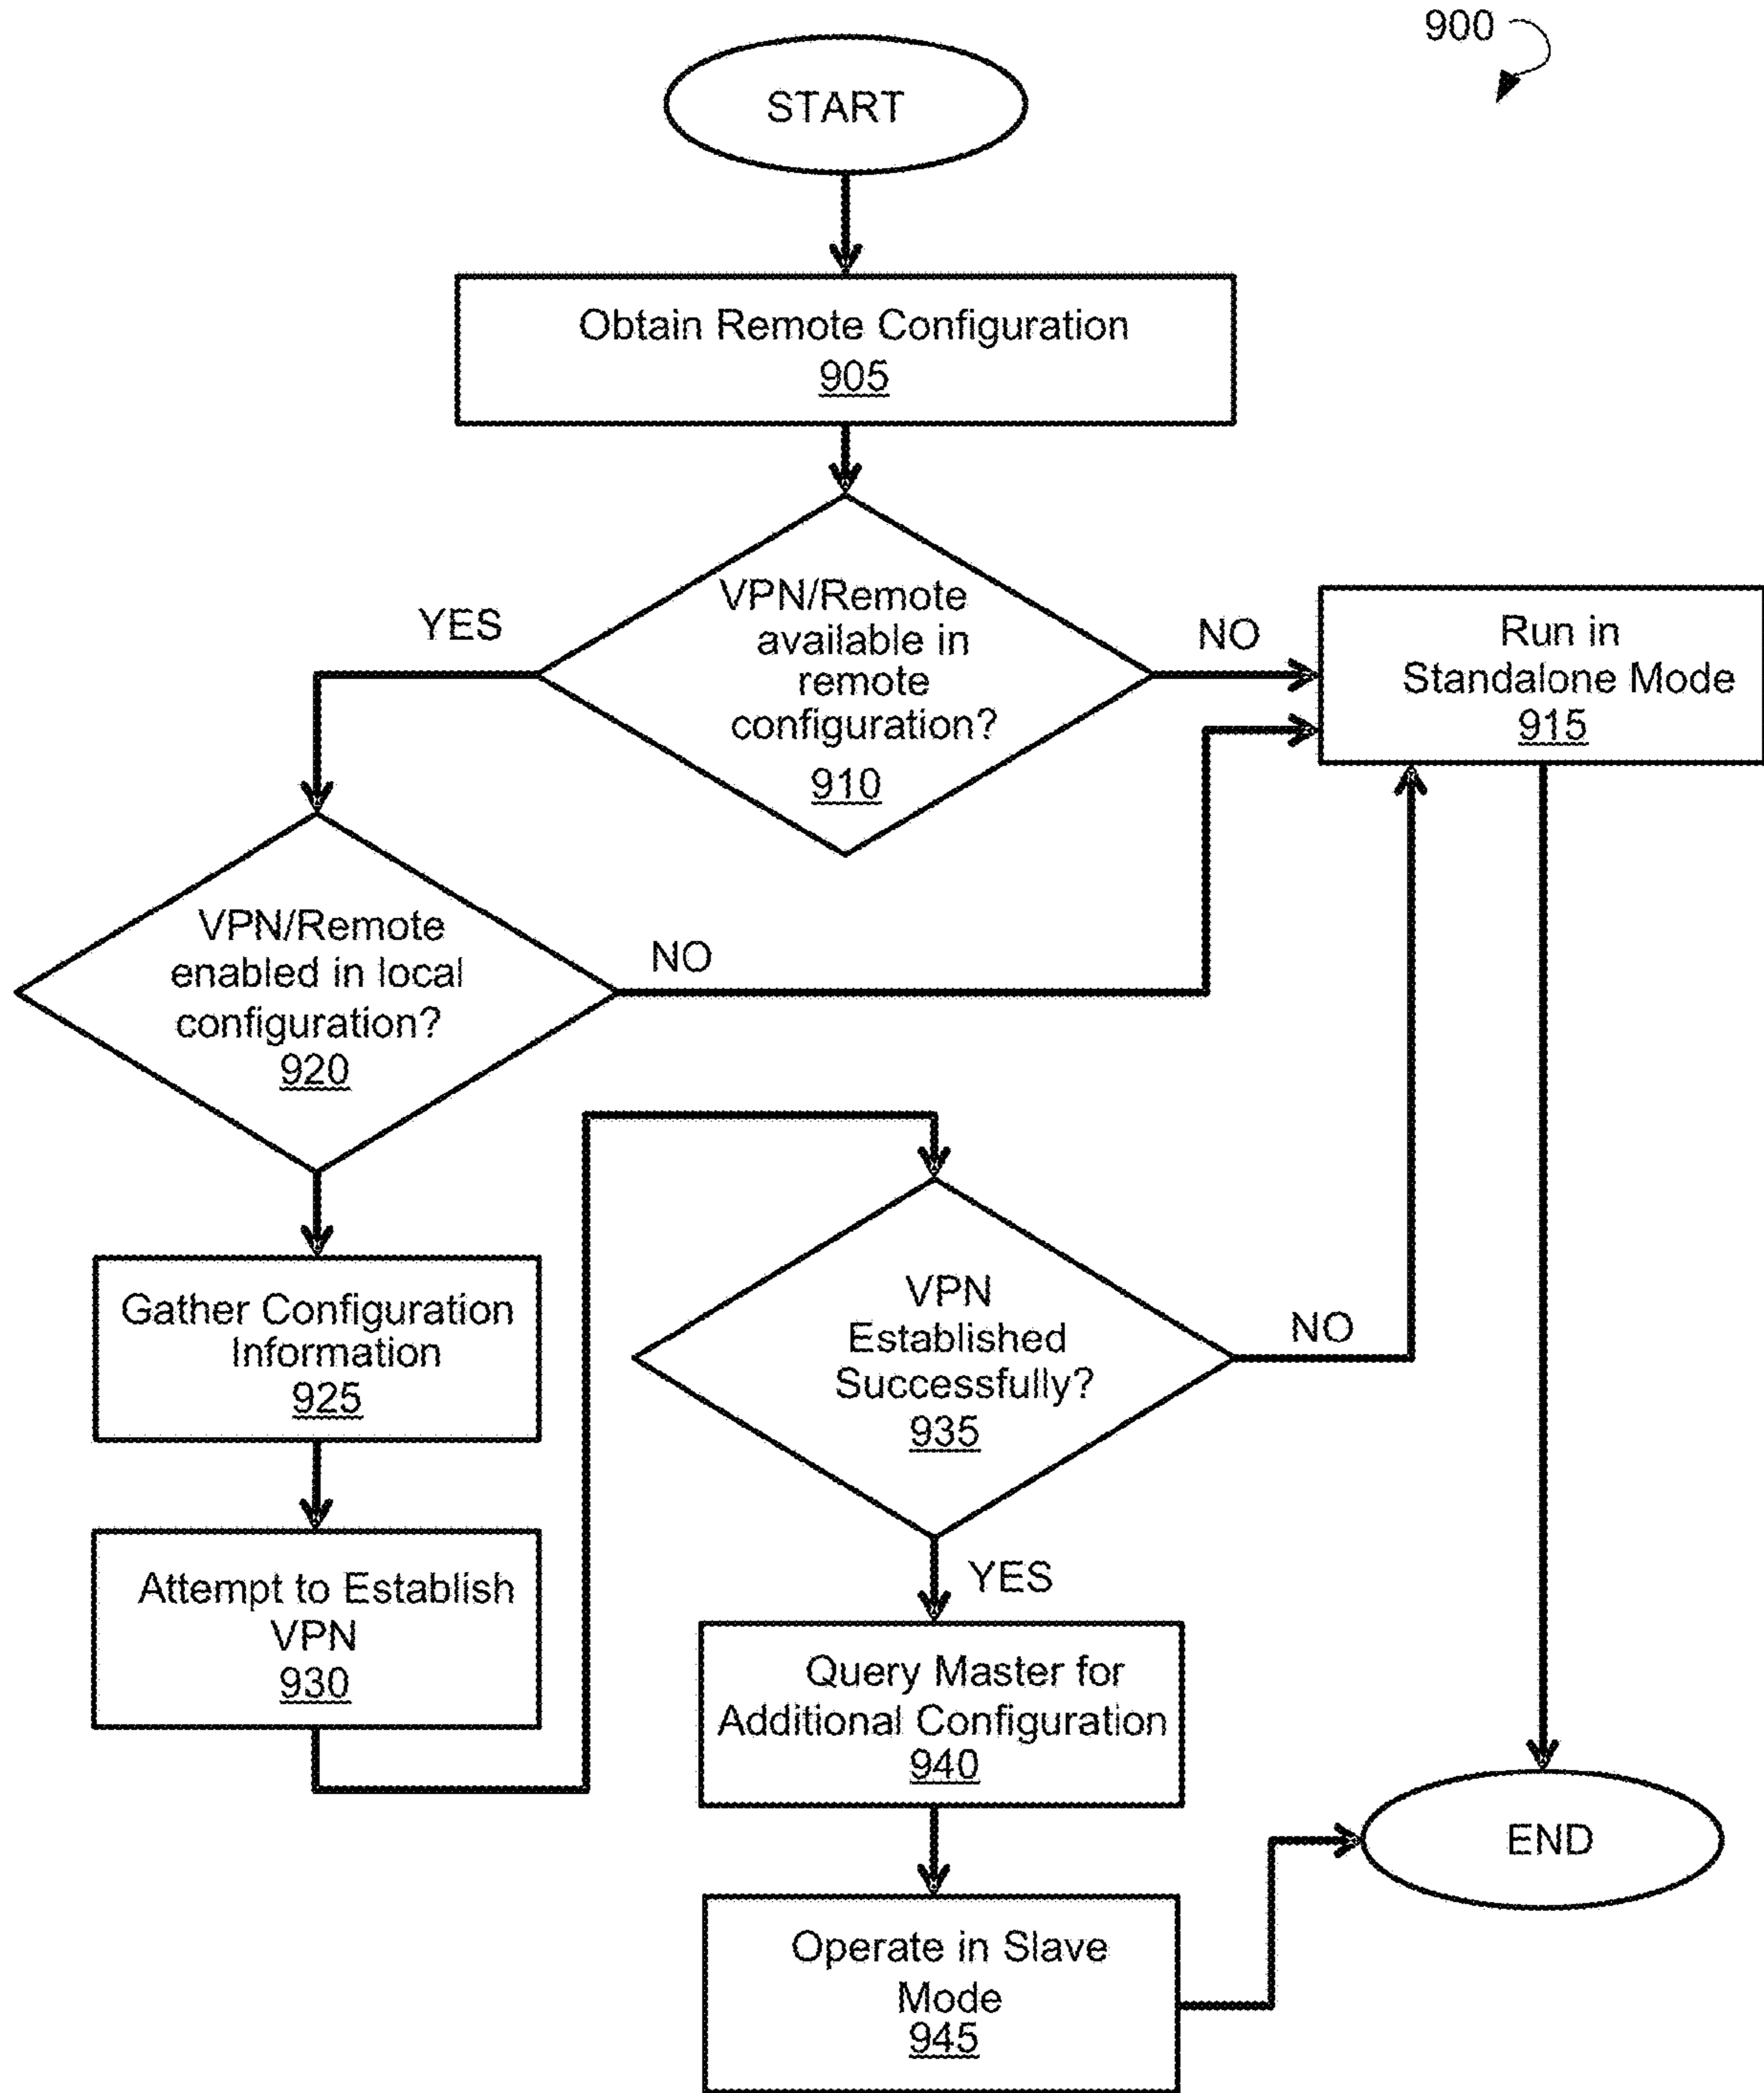 900
START
Obtain Remote Configuration
905
VPN/Remote
available in
remote
configuration?
910
YES
NO
Run in
Standalone Mode
915
VPN/Remote
enabled in local
configuration?
920
NO
Gather Configuration
Information
925
Attempt to Establish
VPN
930
VPN
Established
Successfully?
935
NO
YES
Query Master for
Additional Configuration
940
Operate in Slave
Mode
945
END